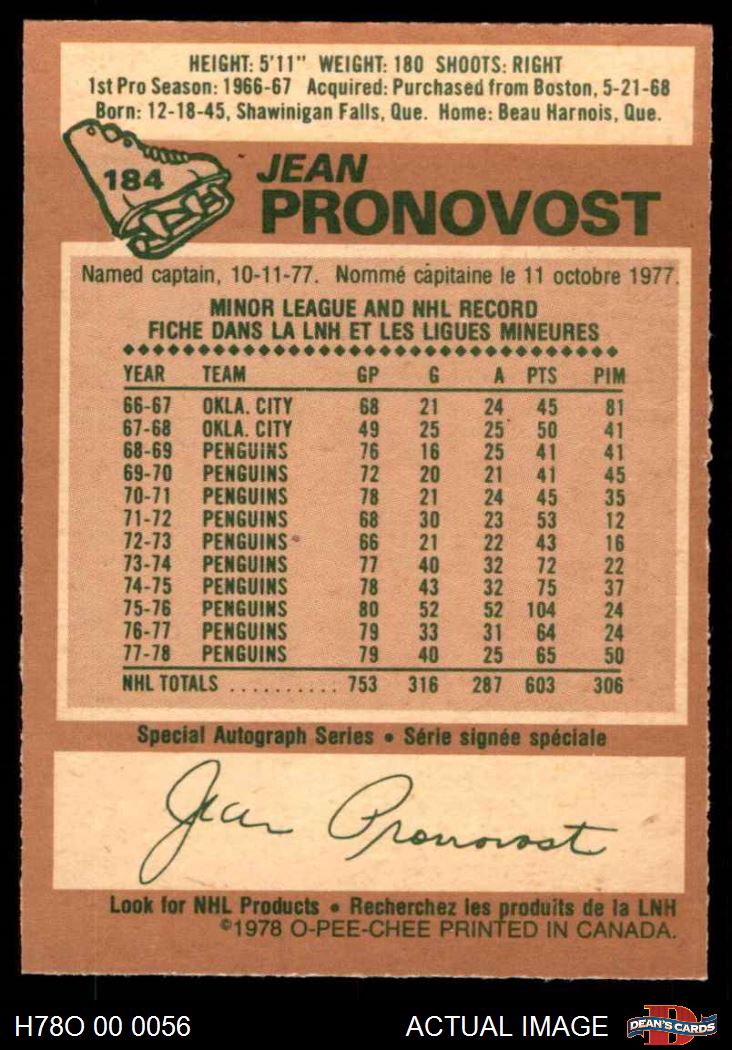 HEIGHT: 5'11" WEIGHT: 180 SHOOTS: RIGHT
1st Pro Season: 1966-67 Acquired: Purchased from Boston, 5-21-68
Born: 12-18-45, Shawinigan Falls, Que. Home: Beau Harnois, Que.
184
JEAN
PRONOVOST
Named captain, 10-11-77. Nommé capitaine le 11 octobre 1977.
MINOR LEAGUE AND NHL RECORD
FICHE DANS LA LNH ET LES LIGUES MINEURES
YEAR TEAM GP G A PTS PIM
66-67 OKLA. CITY 68 21 24 45 81
67-68 OKLA. CITY 49 25 25 50 41
68-69 PENGUINS 76 16 25 41 41
69-70 PENGUINS 72 20 21 41 45
70-71 PENGUINS 78 21 24 45 35
71-72 PENGUINS 68 30 23 53 12
72-73 PENGUINS 66 21 22 43 16
73-74 PENGUINS 77 40 32 72 22
74-75 PENGUINS 78 43 32 75 37
75-76 PENGUINS 80 52 52 104 24
76-77 PENGUINS 79 33 31 64 24
77-78 PENGUINS 79 40 25 65 50
NHL TOTALS .......... 753 316 287 603 306
Special Autograph Series • Série signée spéciale
Jean Pronovost
Look for NHL Products • Recherchez les produits de la LNH
©1978 O-PEE-CHEE PRINTED IN CANADA.
H78O 00 0056 ACTUAL IMAGE DEAN'S CARDS